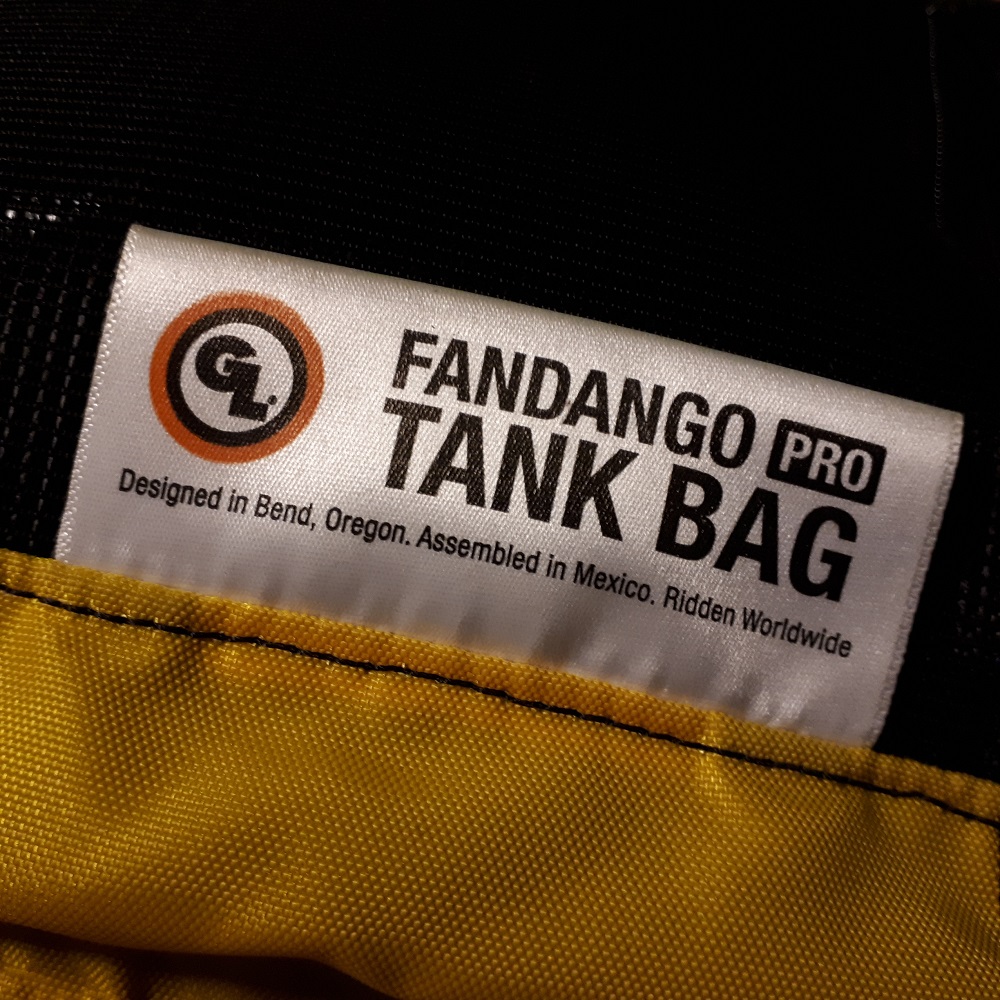 GL.
FANDANGO PRO
TANK BAG
Designed in Bend, Oregon. Assembled in Mexico. Ridden Worldwide